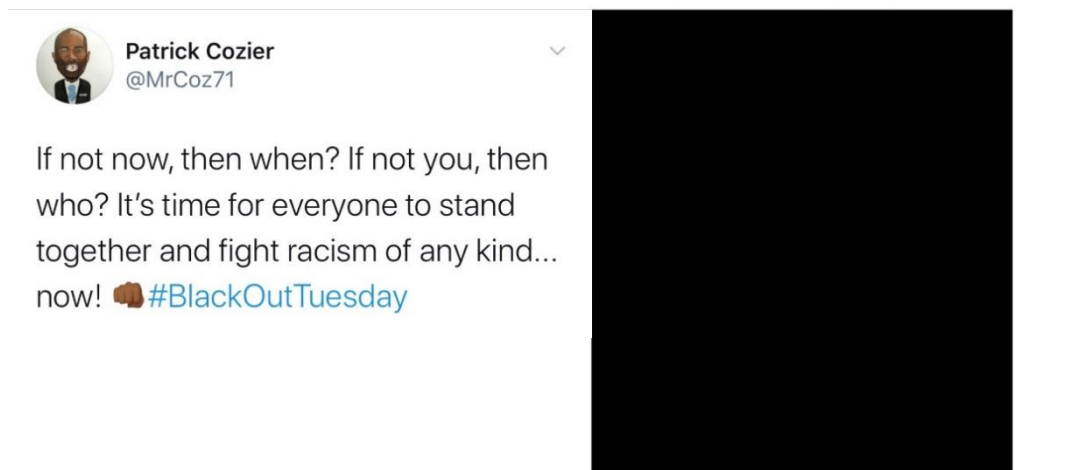 Patrick Cozier
@MrCoz71
If not now, then when? If not you, then
who? It’s time for everyone to stand
together and fight racism of any kind...
now! 👊🏾#BlackOutTuesday